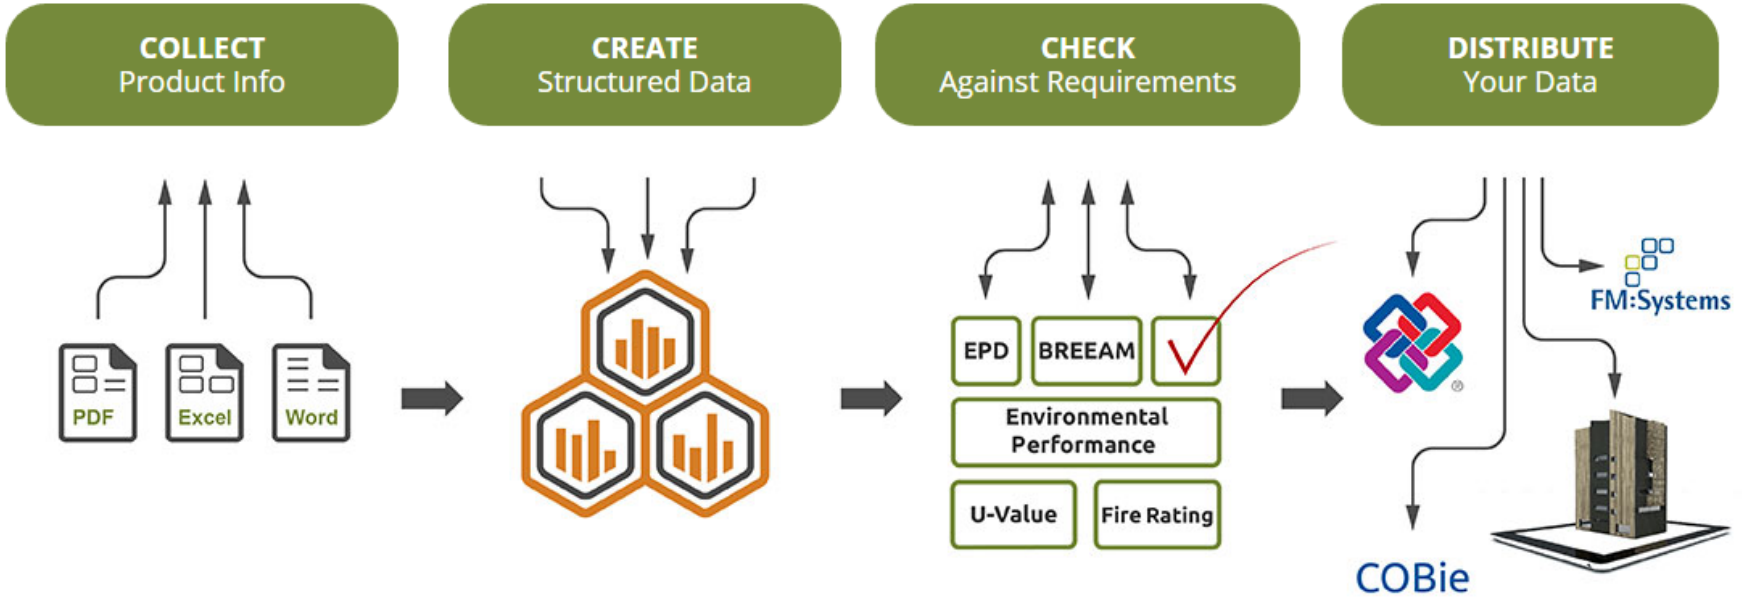 COLLECT
Product Info
CREATE
Structured Data
CHECK
Against Requirements
DISTRIBUTE
Your Data
PDF
Excel
Word
EPD
BREEAM
Environmental
Performance
U-Value
Fire Rating
®
FM:Systems
COBie